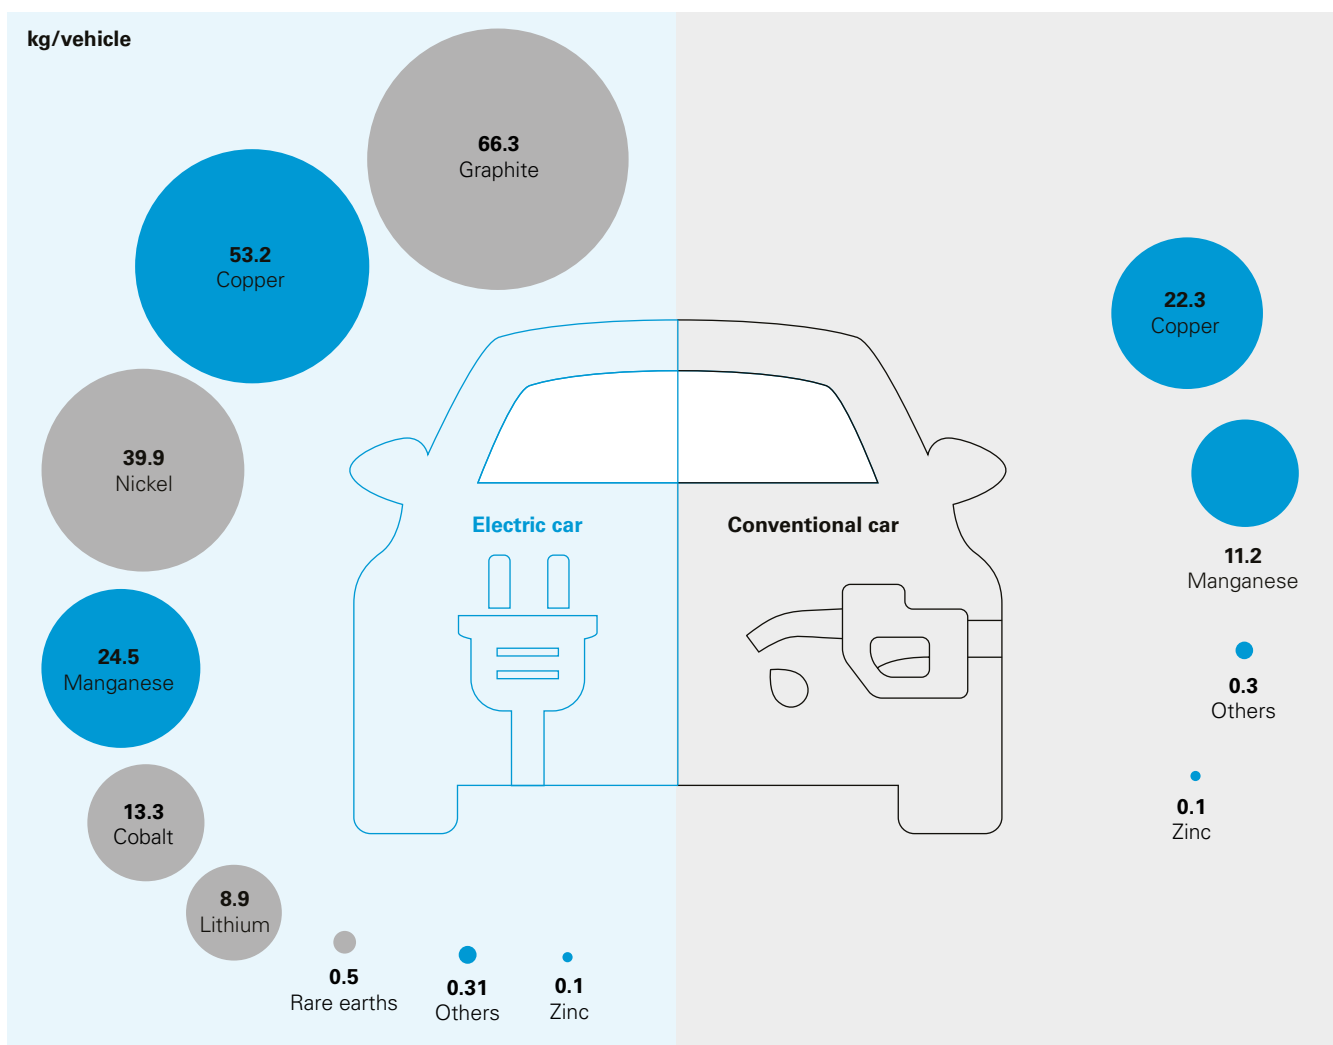 kg/vehicle
66.3
Graphite
53.2
Copper
39.9
Nickel
24.5
Manganese
13.3
Cobalt
8.9
Lithium
0.5
Rare earths
0.31
Others
0.1
Zinc
Electric car
Conventional car
22.3
Copper
11.2
Manganese
0.3
Others
0.1
Zinc